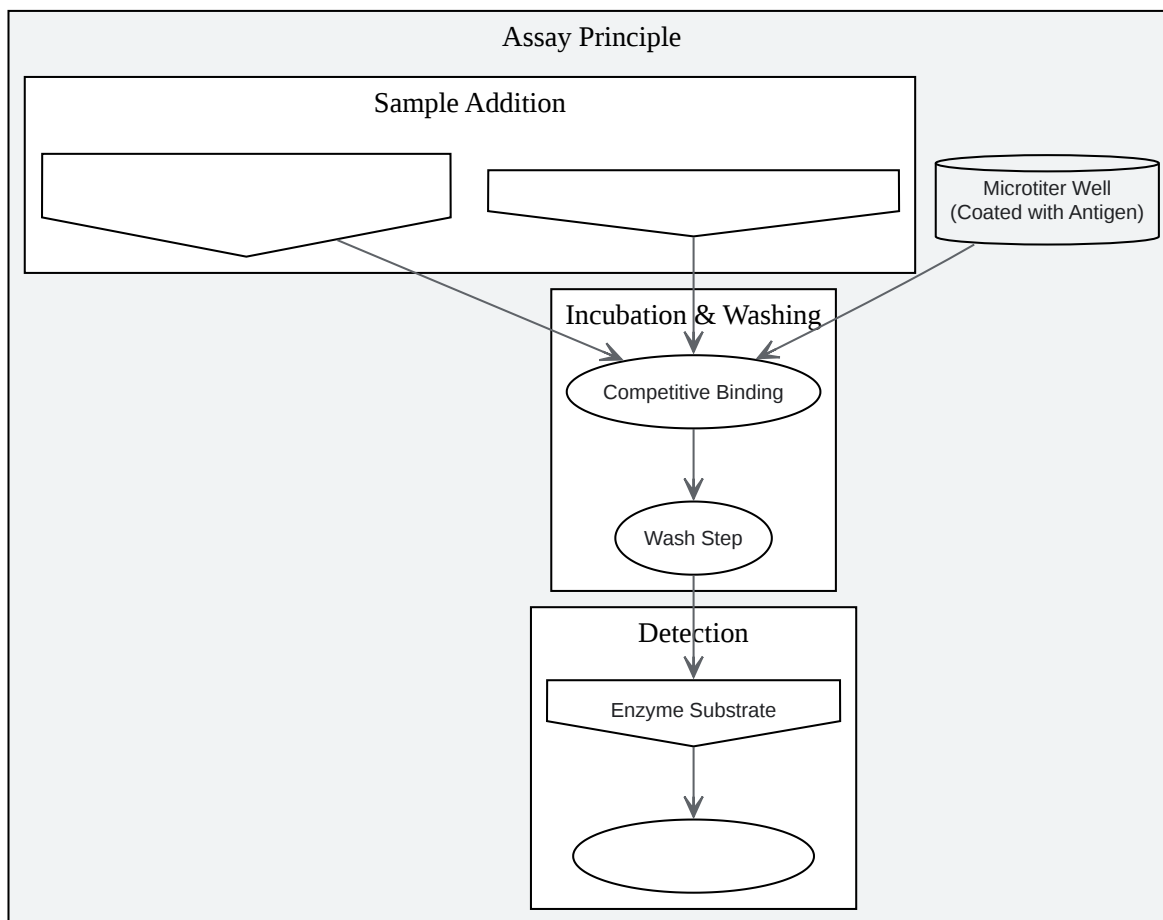 Assay Principle
Sample Addition
Microtiter Well
(Coated with Antigen)
Incubation & Washing
Competitive Binding
Wash Step
Detection
Enzyme Substrate